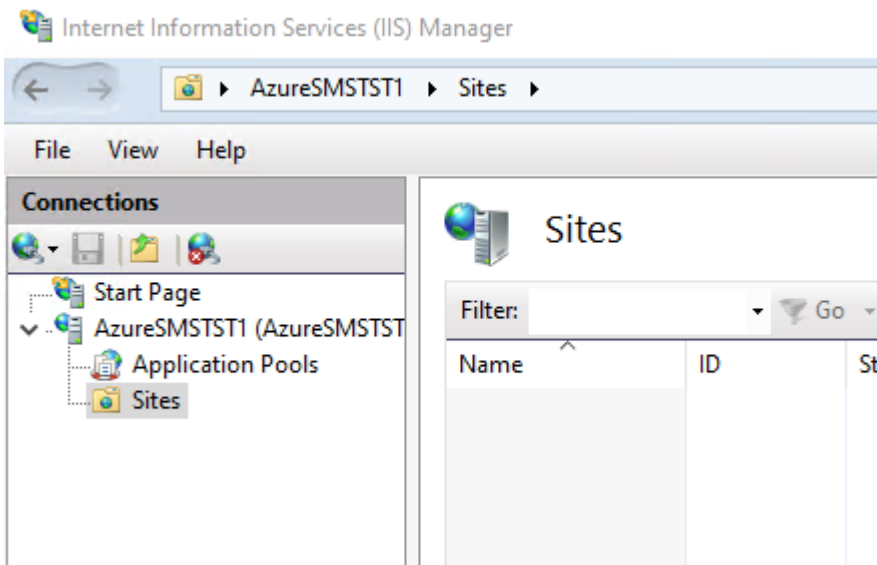 Internet Information Services (IIS) Manager
AzureSMSTST1 Sites
File View Help
Connections
Sites
Start Page
AzureSMSTST1 (AzureSMSTST
Application Pools
Sites
Filter: Go
Name ID St